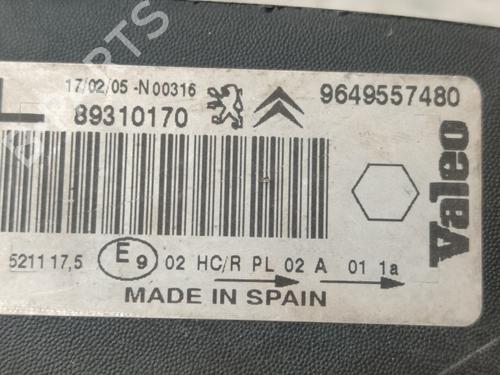 17/02/05 -N00316
L
89310170
9649557480
Valeo
521117,5
E9 02 HC/R PL 02 A 01 1a
MADE IN SPAIN
PARTS